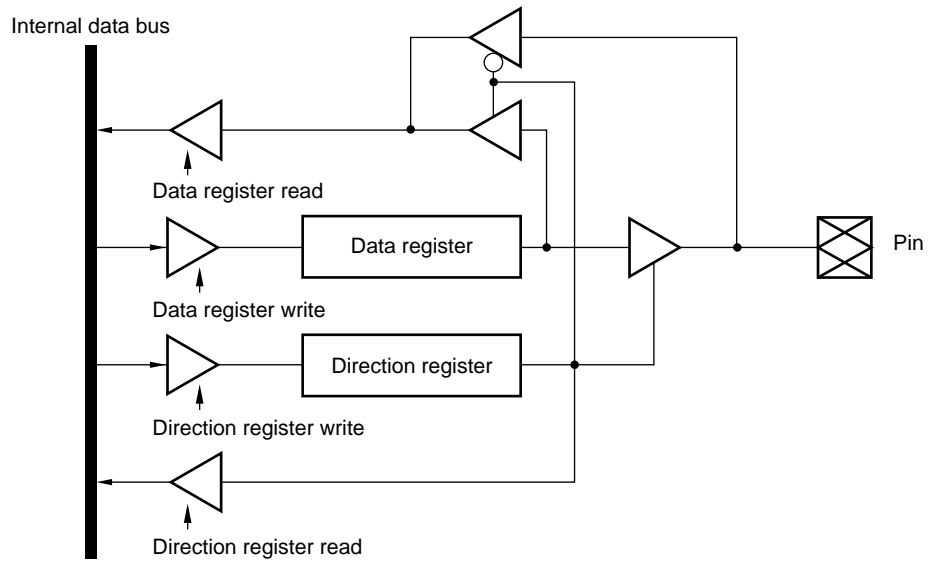 Internal data bus
Data register read
Data register
Pin
Data register write
Direction register
Direction register write
Direction register read